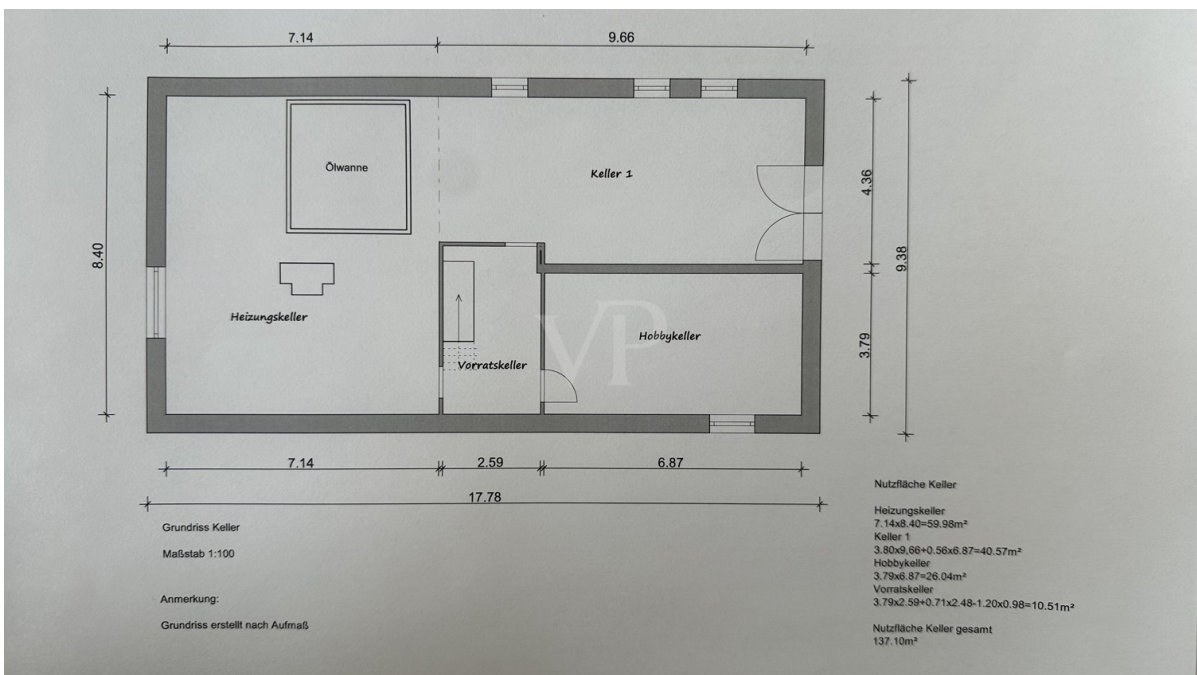 7.14
9.66
Ölwanne
Keller 1
4.36
8.40
9.38
Heizungskeller
VP
Hobbykeller
Vorratskeller
3.79
7.14
2.59
6.87
17.78
Grundriss Keller
Maßstab 1:100
Anmerkung:
Grundriss erstellt nach Aufmaß
Nutzfläche Keller
Heizungskeller
7.14x8.40=59.98m²
Keller 1
3.80x9,66+0.56x6.87=40.57m²
Hobbykeller
3.79x6.87=26.04m²
Vorratskeller
3.79x2.59+0.71x2.48-1.20x0.98=10.51m²
Nutzfläche Keller gesamt
137.10m²